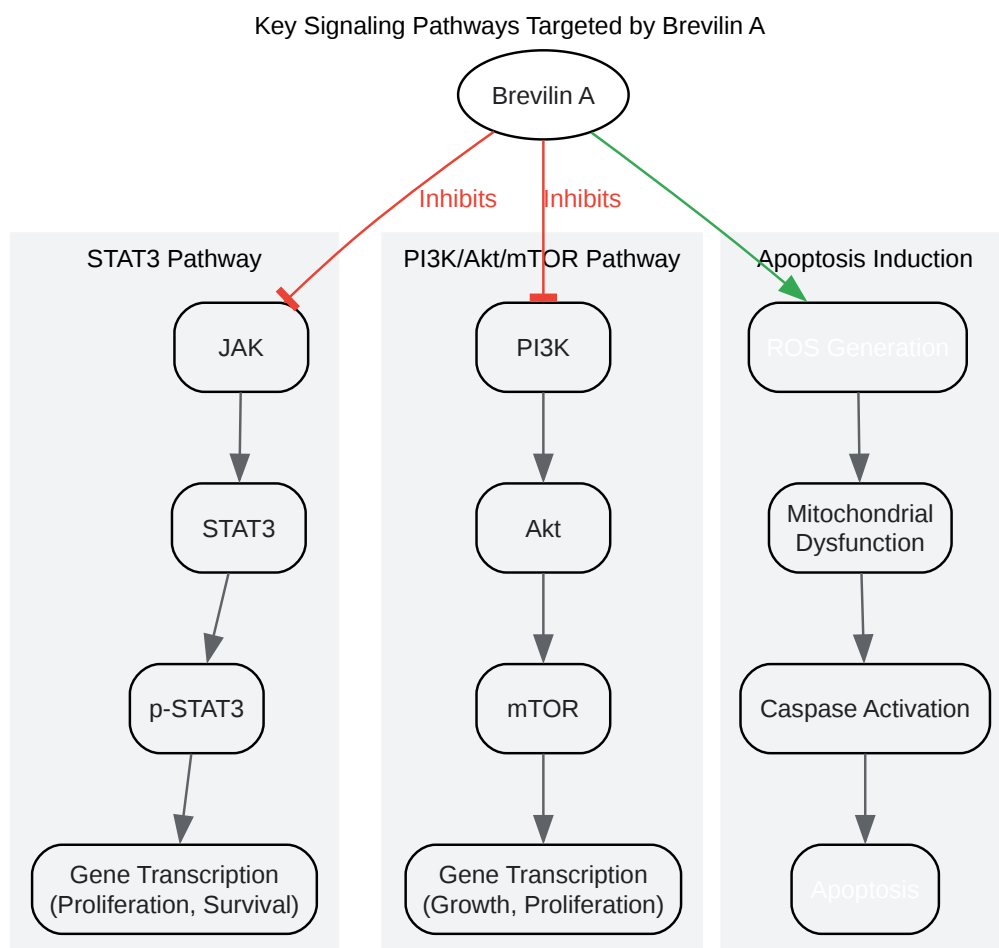 Key Signaling Pathways Targeted by Brevilin A
Brevilin A
Inhibits
Inhibits
STAT3 Pathway
PI3K/Akt/mTOR Pathway
Apoptosis Induction
JAK
PI3K
ROS Generation
STAT3
Akt
Mitochondrial
Dysfunction
p-STAT3
mTOR
Caspase Activation
Gene Transcription
(Proliferation, Survival)
Gene Transcription
(Growth, Proliferation)
Apoptosis